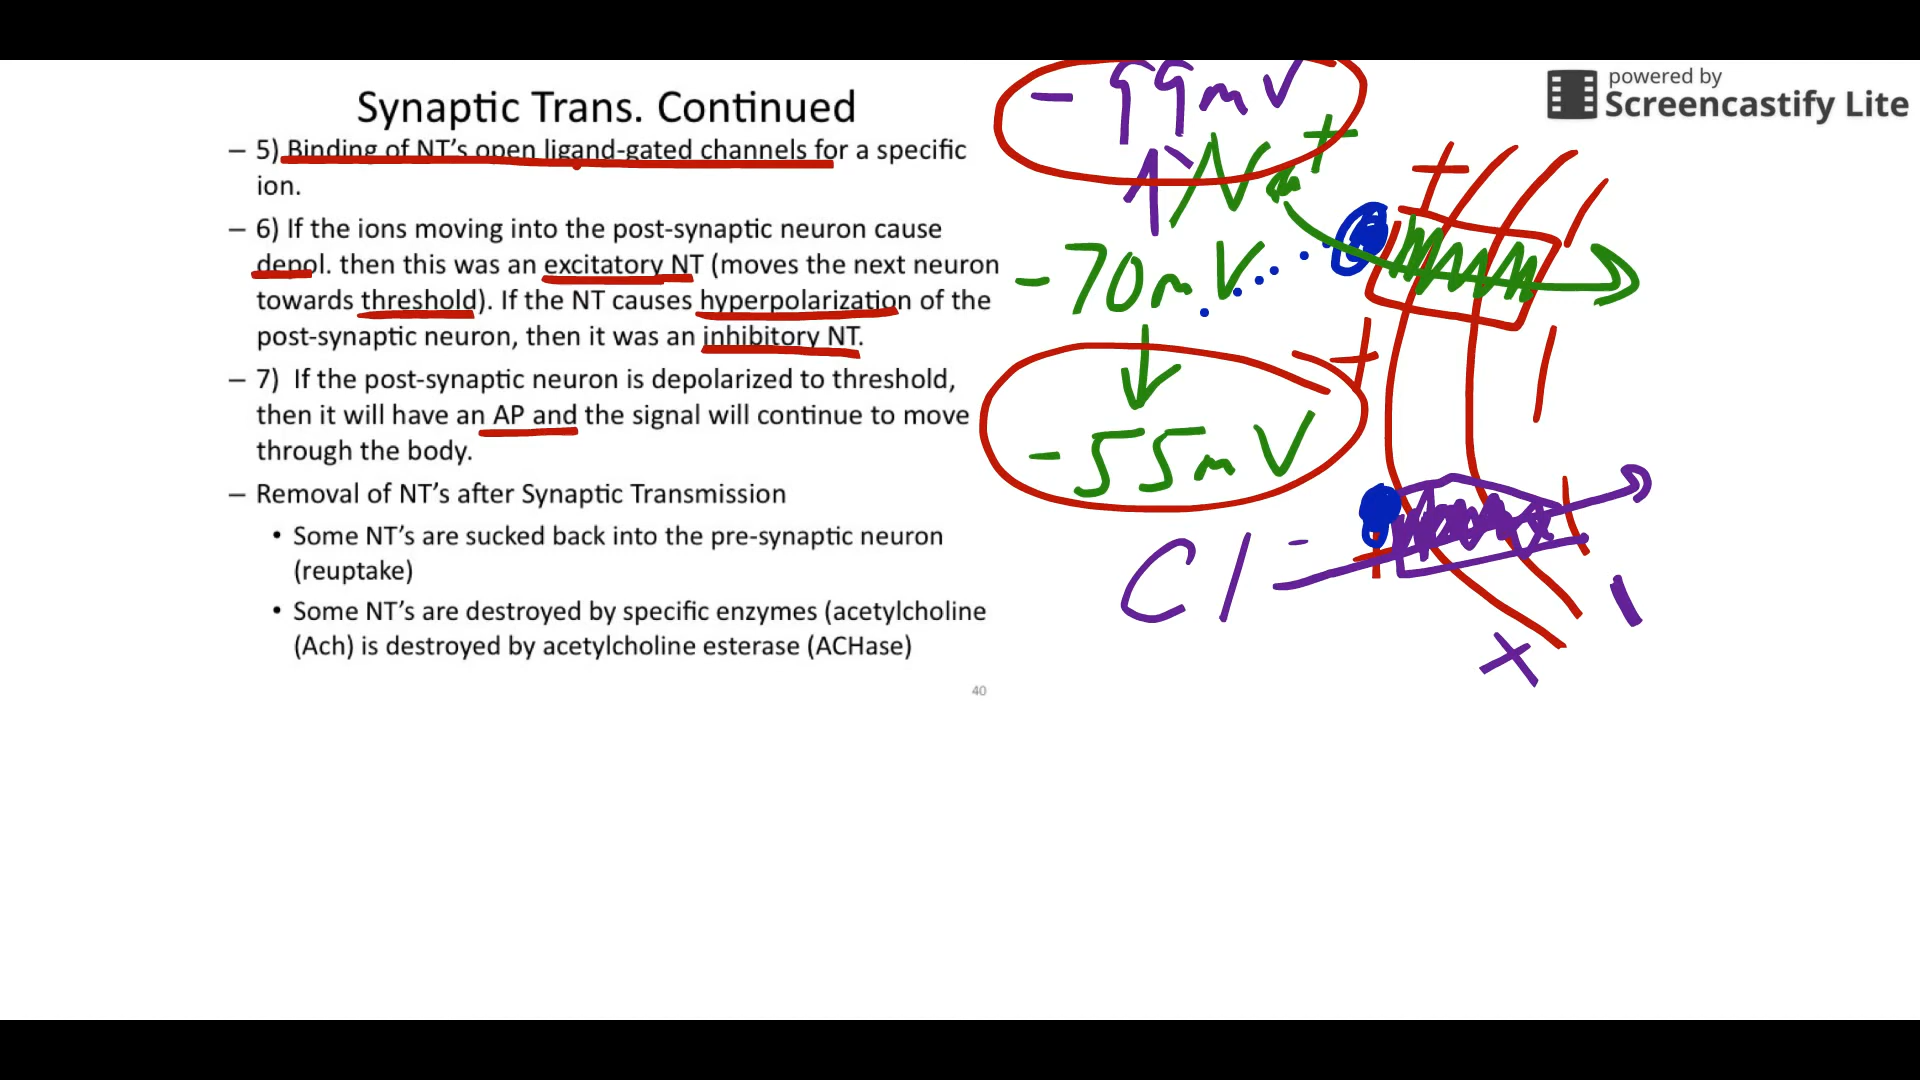 powered by
Screencastify Lite
Synaptic Trans. Continued
– 5) Binding of NT’s open ligand-gated channels for a specific
ion.
– 6) If the ions moving into the post-synaptic neuron cause
depol. then this was an excitatory NT (moves the next neuron
towards threshold). If the NT causes hyperpolarization of the
post-synaptic neuron, then it was an inhibitory NT.
– 7) If the post-synaptic neuron is depolarized to threshold,
then it will have an AP and the signal will continue to move
through the body.
– Removal of NT’s after Synaptic Transmission
• Some NT’s are sucked back into the pre-synaptic neuron
(reuptake)
• Some NT’s are destroyed by specific enzymes (acetylcholine
(Ach) is destroyed by acetylcholine esterase (ACHase)
40
-99mV
Na+
-70mV
-55mV
Cl-